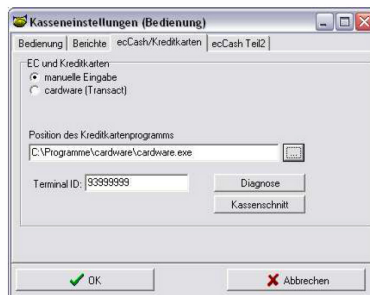 Kasseneinstellungen (Bedienung)
Bedienung Berichte ecCash/Kreditkarten ecCash Teil2
EC und Kreditkarten
manuelle Eingabe
cardware (Transact)
Position des Kreditkartenprogramms
C:\Programme\cardware\cardware.exe ...
Terminal ID: 93999999 Diagnose
Kassenschnitt
OK Abbrechen